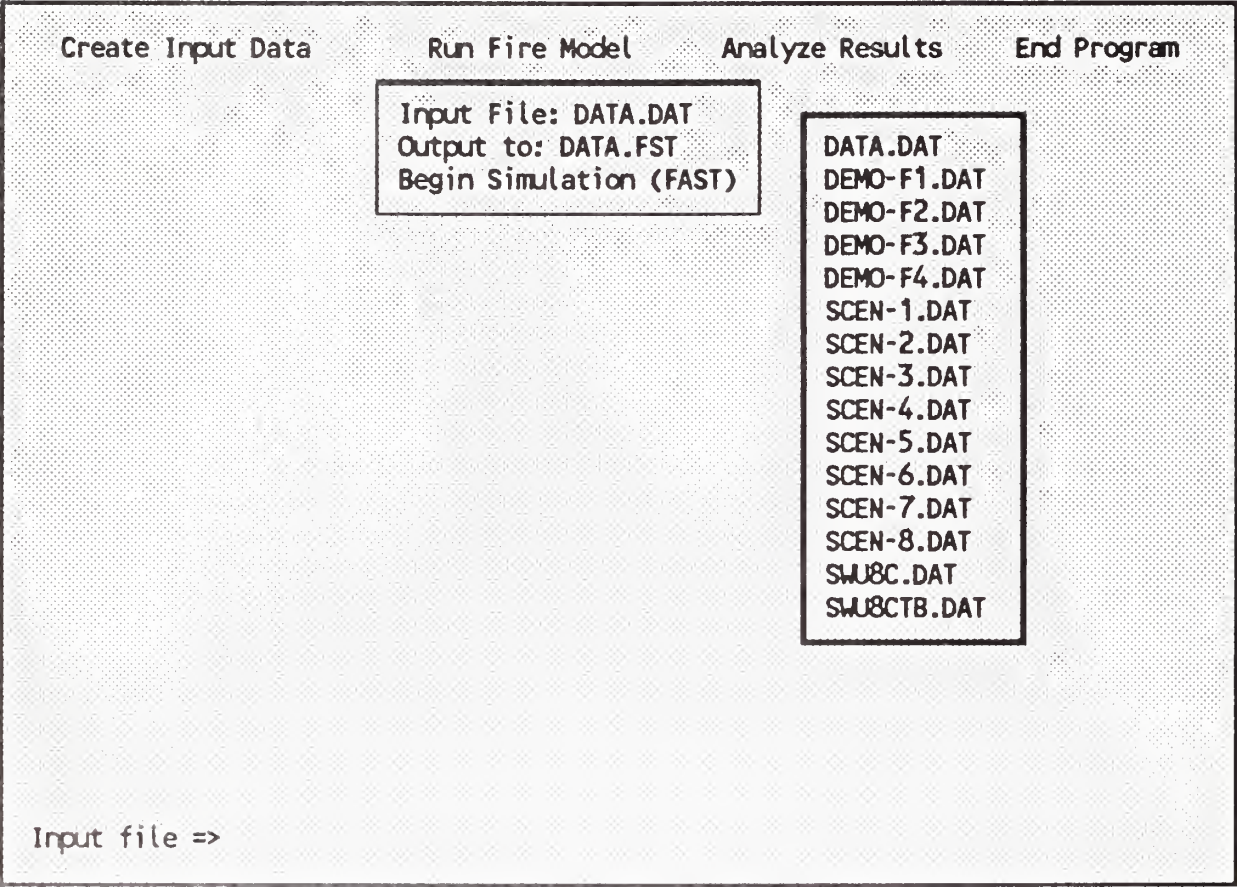 Create Input Data Run Fire Model Analyze Results End Program
Input File: DATA.DAT
Output to: DATA.FST
Begin Simulation (FAST)
DATA.DAT
DEMO-F1.DAT
DEMO-F2.DAT
DEMO-F3.DAT
DEMO-F4.DAT
SCEN-1.DAT
SCEN-2.DAT
SCEN-3.DAT
SCEN-4.DAT
SCEN-5.DAT
SCEN-6.DAT
SCEN-7.DAT
SCEN-8.DAT
SWU8C.DAT
SWU8CTB.DAT
Input file =>